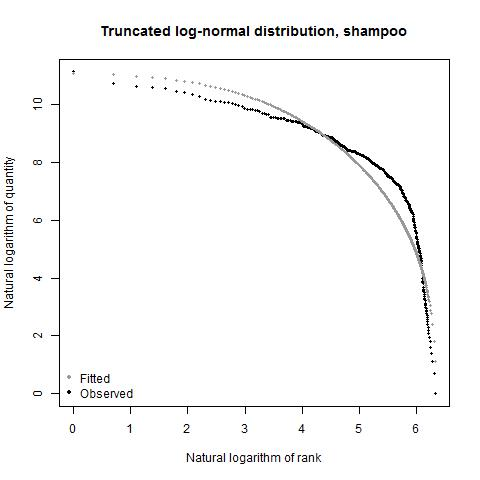 Truncated log-normal distribution, shampoo
Natural logarithm of quantity
10
8
6
4
2
0
Fitted
Observed
0 1 2 3 4 5 6
Natural logarithm of rank